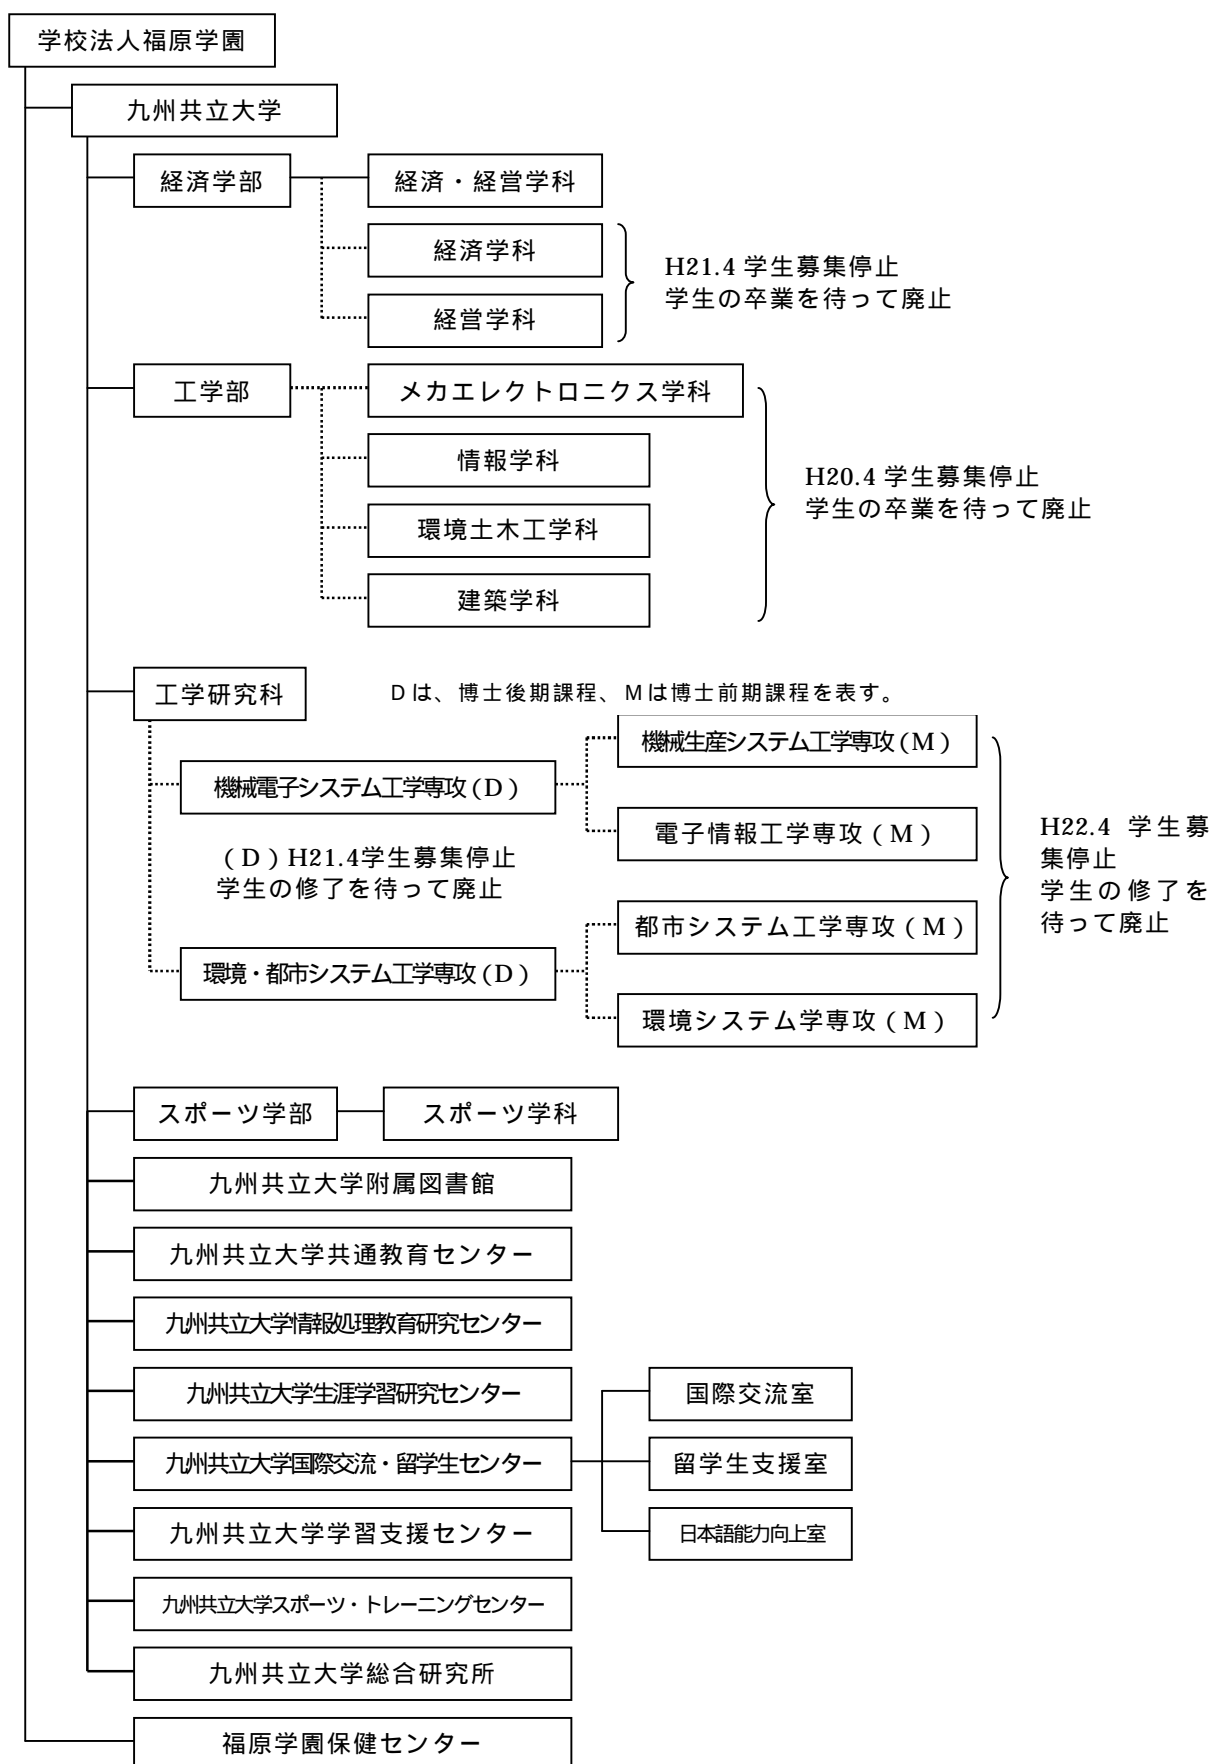 学校法人福原学園
九州共立大学
経済学部
経済・経営学科
経済学科
経営学科
H21.4 学生募集停止
学生の卒業を待って廃止
工学部
メカエレクトロニクス学科
情報学科
環境土木工学科
建築学科
H20.4 学生募集停止
学生の卒業を待って廃止
工学研究科
Dは、博士後期課程、Mは博士前期課程を表す。
機械電子システム工学専攻(D)
機械生産システム工学専攻(M)
電子情報工学専攻(M)
(D)H21.4学生募集停止
学生の修了を待って廃止
環境・都市システム工学専攻(D)
都市システム工学専攻(M)
環境システム学専攻(M)
H22.4 学生募
集停止
学生の修了を
待って廃止
スポーツ学部
スポーツ学科
九州共立大学附属図書館
九州共立大学共通教育センター
九州共立大学情報処理教育研究センター
九州共立大学生涯学習研究センター
九州共立大学国際交流・留学生センター
国際交流室
留学生支援室
日本語能力向上室
九州共立大学学習支援センター
九州共立大学スポーツ・トレーニングセンター
九州共立大学総合研究所
福原学園保健センター